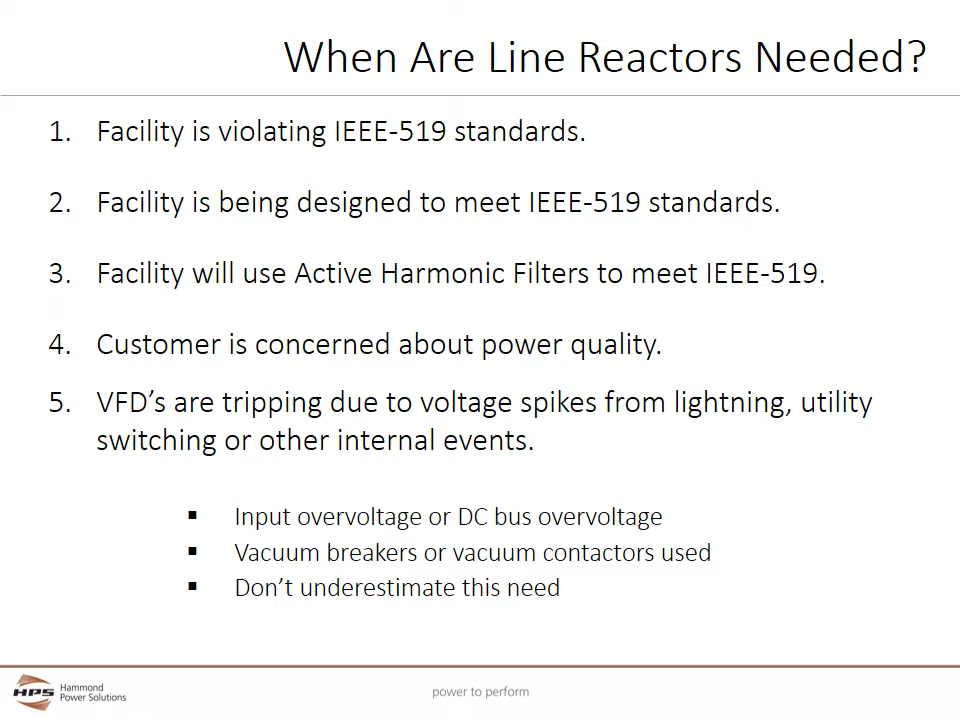 When Are Line Reactors Needed?
1. Facility is violating IEEE-519 standards.
2. Facility is being designed to meet IEEE-519 standards.
3. Facility will use Active Harmonic Filters to meet IEEE-519.
4. Customer is concerned about power quality.
5. VFD’s are tripping due to voltage spikes from lightning, utility
switching or other internal events.
▪ Input overvoltage or DC bus overvoltage
▪ Vacuum breakers or vacuum contactors used
▪ Don’t underestimate this need
HPS Hammond
Power Solutions
power to perform